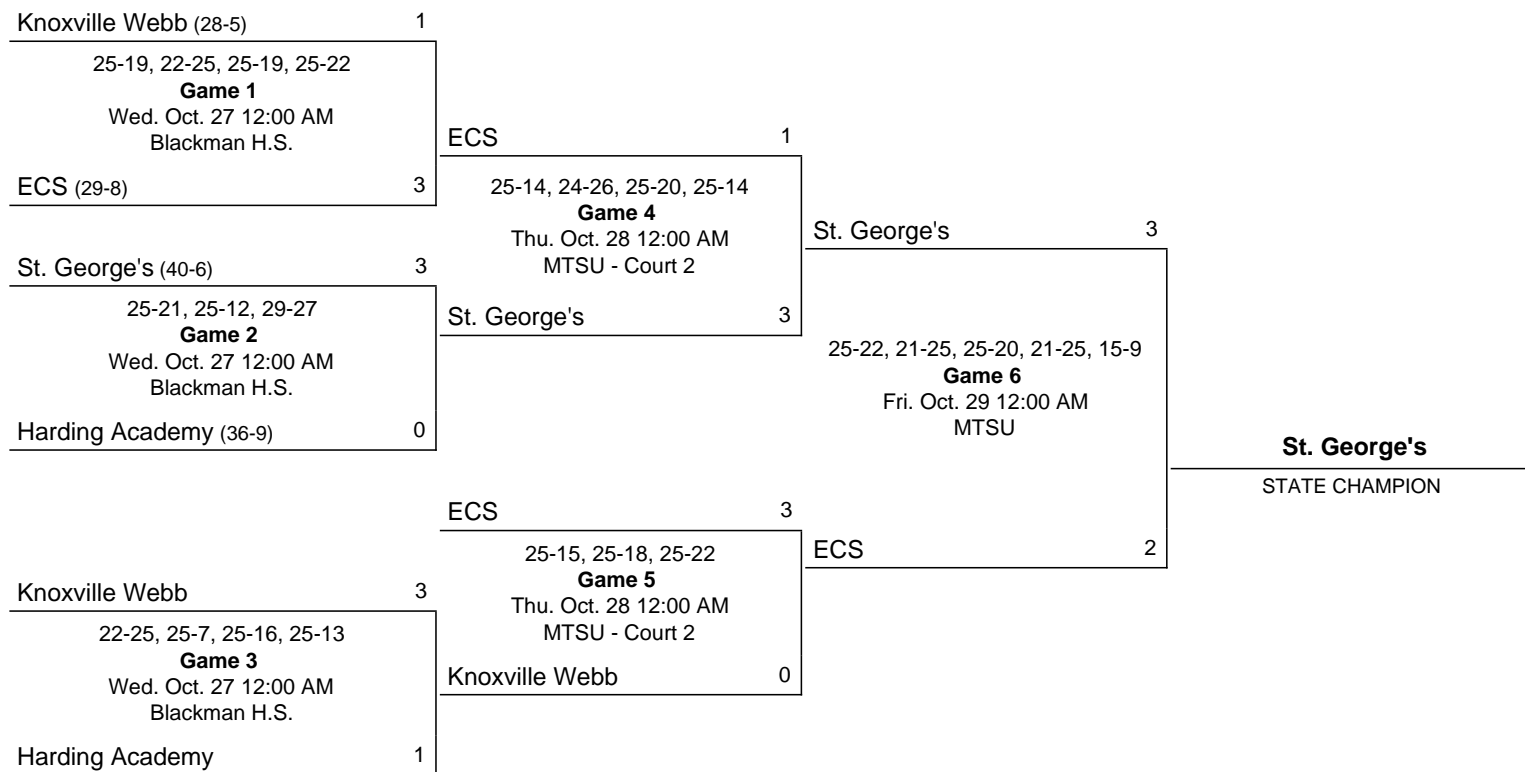 Knoxville Webb (28-5) 1
25-19, 22-25, 25-19, 25-22
Game 1
Wed. Oct. 27 12:00 AM
Blackman H.S.
ECS (29-8) 3
St. George's (40-6) 3
25-21, 25-12, 29-27
Game 2
Wed. Oct. 27 12:00 AM
Blackman H.S.
Harding Academy (36-9) 0
Knoxville Webb 3
22-25, 25-7, 25-16, 25-13
Game 3
Wed. Oct. 27 12:00 AM
Blackman H.S.
Harding Academy 1
ECS 1
25-14, 24-26, 25-20, 25-14
Game 4
Thu. Oct. 28 12:00 AM
MTSU - Court 2
St. George's 3
ECS 3
25-15, 25-18, 25-22
Game 5
Thu. Oct. 28 12:00 AM
MTSU - Court 2
Knoxville Webb 0
St. George's 3
25-22, 21-25, 25-20, 21-25, 15-9
Game 6
Fri. Oct. 29 12:00 AM
MTSU
ECS 2
St. George's
STATE CHAMPION